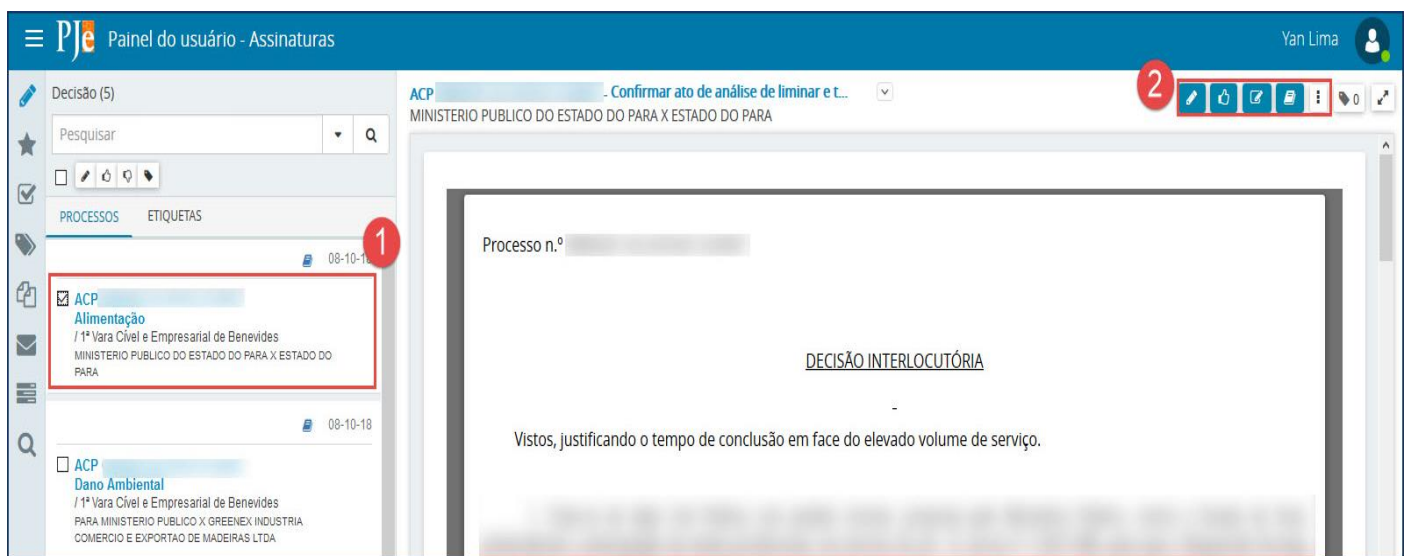 PJe Painel do usuário - Assinaturas
Yan Lima
Decisão (5)
Pesquisar
PROCESSOS ETIQUETAS
1
08-10-18
ACP
Alimentação
/ 1ª Vara Cível e Empresarial de Benevides
MINISTERIO PUBLICO DO ESTADO DO PARA X ESTADO DO
PARA
08-10-18
ACP
Dano Ambiental
/ 1ª Vara Cível e Empresarial de Benevides
PARA MINISTERIO PUBLICO X GREENEX INDUSTRIA
COMERCIO E EXPORTAO DE MADEIRAS LTDA
ACP - Confirmar ato de análise de liminar e t...
MINISTERIO PUBLICO DO ESTADO DO PARA X ESTADO DO PARA
2
0
Processo n.º
DECISÃO INTERLOCUTÓRIA
-
Vistos, justificando o tempo de conclusão em face do elevado volume de serviço.